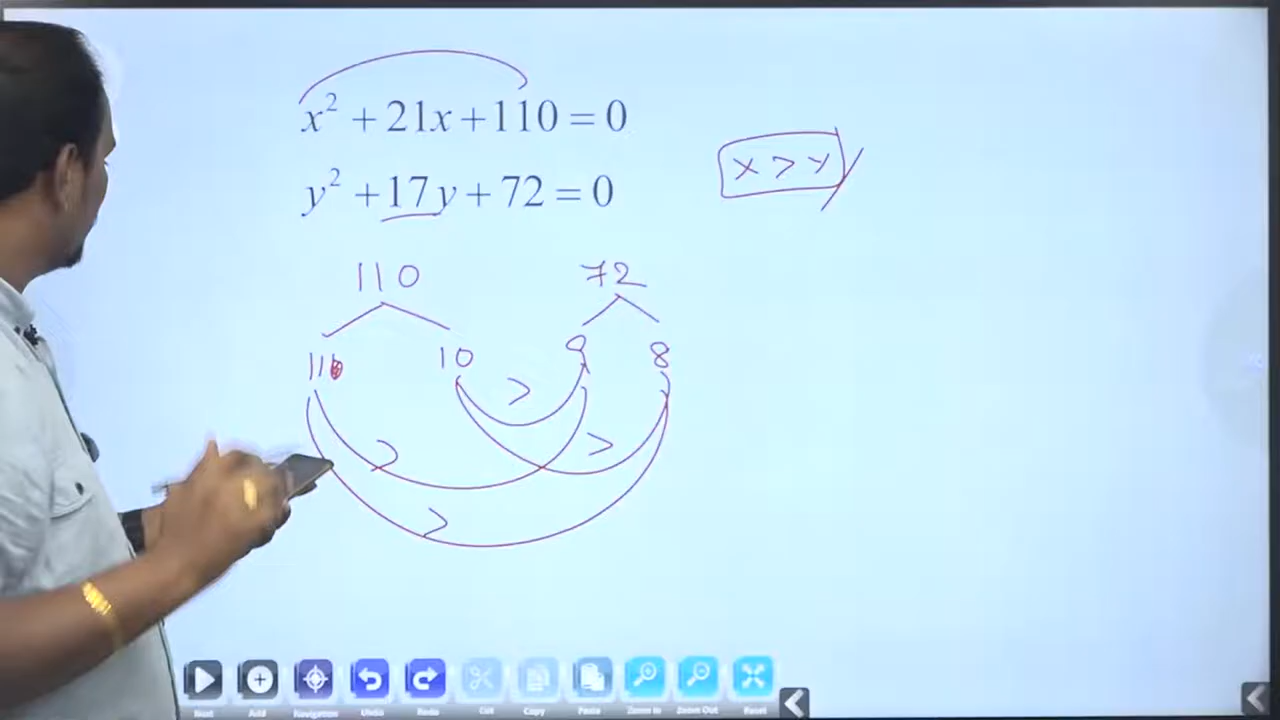 x² + 21x + 110 = 0
y² + 17y + 72 = 0
x > y
110 72
11 10 9 8
>
>
>
>
Next Add Navigation Undo Redo Cut Copy Paste Zoom In Zoom Out Reset